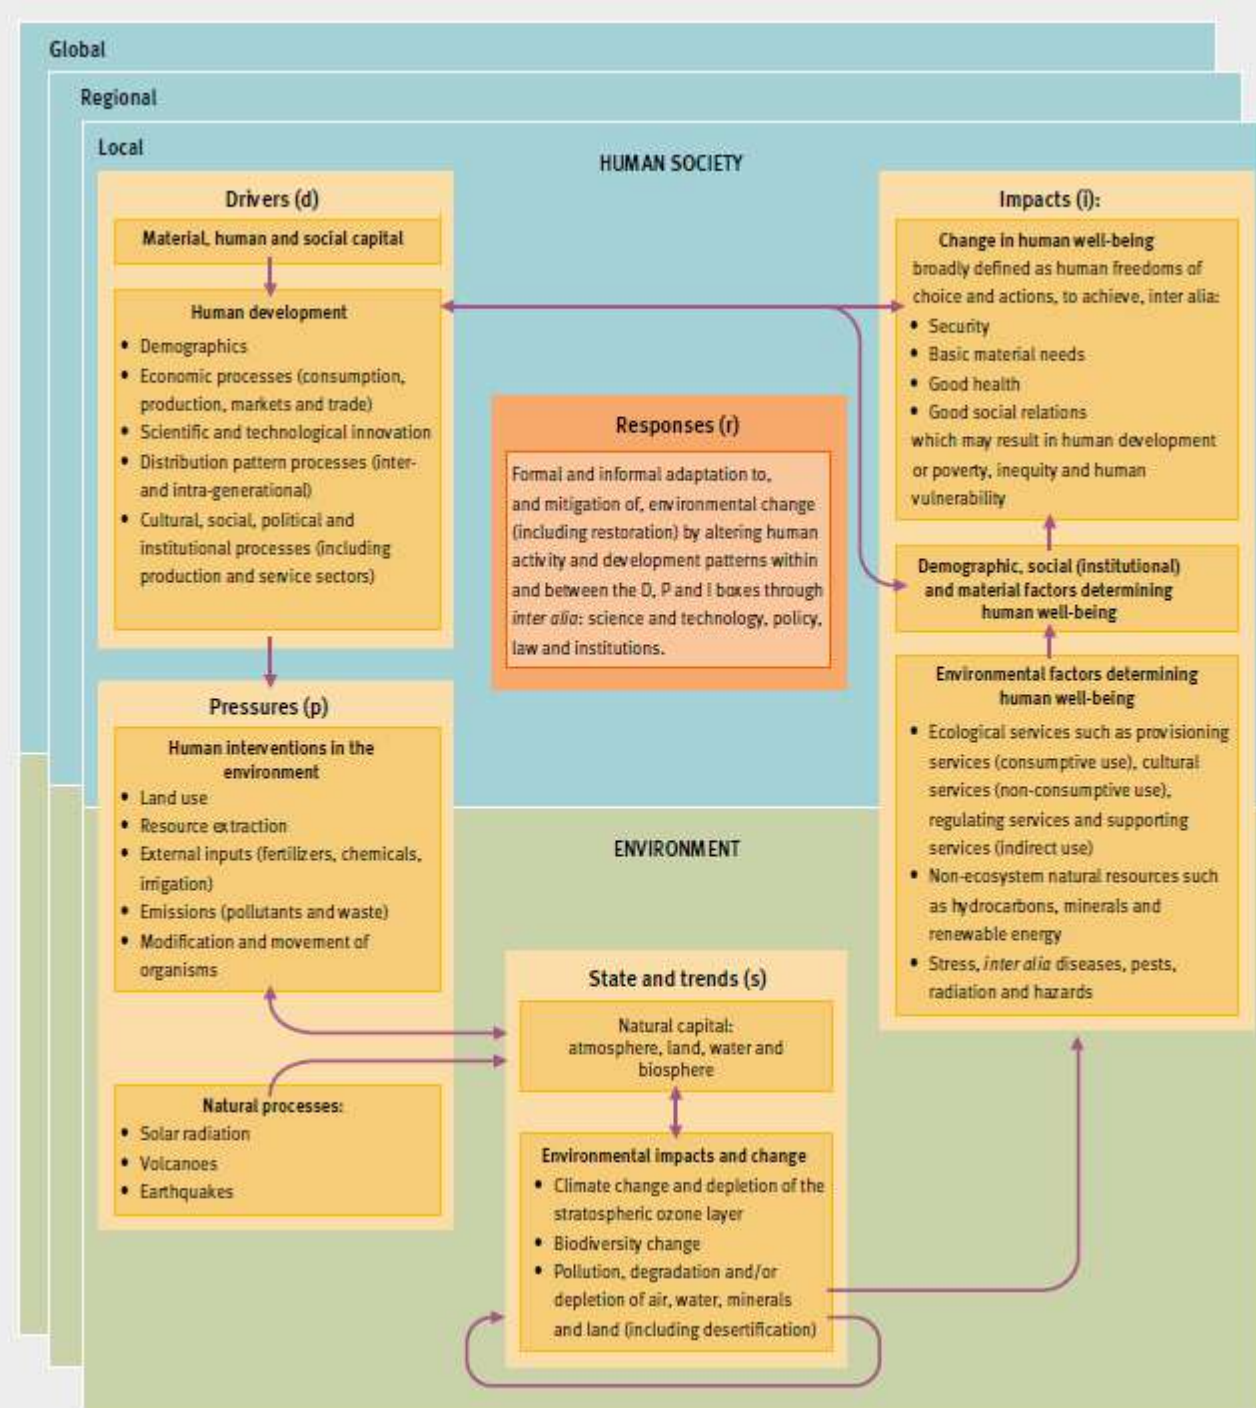 Global
Regional
Local
HUMAN SOCIETY
Drivers (d)
Material, human and social capital
Human development
• Demographics
• Economic processes (consumption,
production, markets and trade)
• Scientific and technological innovation
• Distribution pattern processes (inter-
and intra-generational)
• Cultural, social, political and
institutional processes (including
production and service sectors)
Pressures (p)
Human interventions in the
environment
• Land use
• Resource extraction
• External inputs (fertilizers, chemicals,
irrigation)
• Emissions (pollutants and waste)
• Modification and movement of
organisms
Natural processes:
• Solar radiation
• Volcanoes
• Earthquakes
Responses (r)
Formal and informal adaptation to,
and mitigation of, environmental change
(including restoration) by altering human
activity and development patterns within
and between the D, P and I boxes through
inter alia: science and technology, policy,
law and institutions.
ENVIRONMENT
State and trends (s)
Natural capital:
atmosphere, land, water and
biosphere
Environmental impacts and change
• Climate change and depletion of the
stratospheric ozone layer
• Biodiversity change
• Pollution, degradation and/or
depletion of air, water, minerals
and land (including desertification)
Impacts (i):
Change in human well-being
broadly defined as human freedoms of
choice and actions, to achieve, inter alia:
• Security
• Basic material needs
• Good health
• Good social relations
which may result in human development
or poverty, inequity and human
vulnerability
Demographic, social (institutional)
and material factors determining
human well-being
Environmental factors determining
human well-being
• Ecological services such as provisioning
services (consumptive use), cultural
services (non-consumptive use),
regulating services and supporting
services (indirect use)
• Non-ecosystem natural resources such
as hydrocarbons, minerals and
renewable energy
• Stress, inter alia diseases, pests,
radiation and hazards